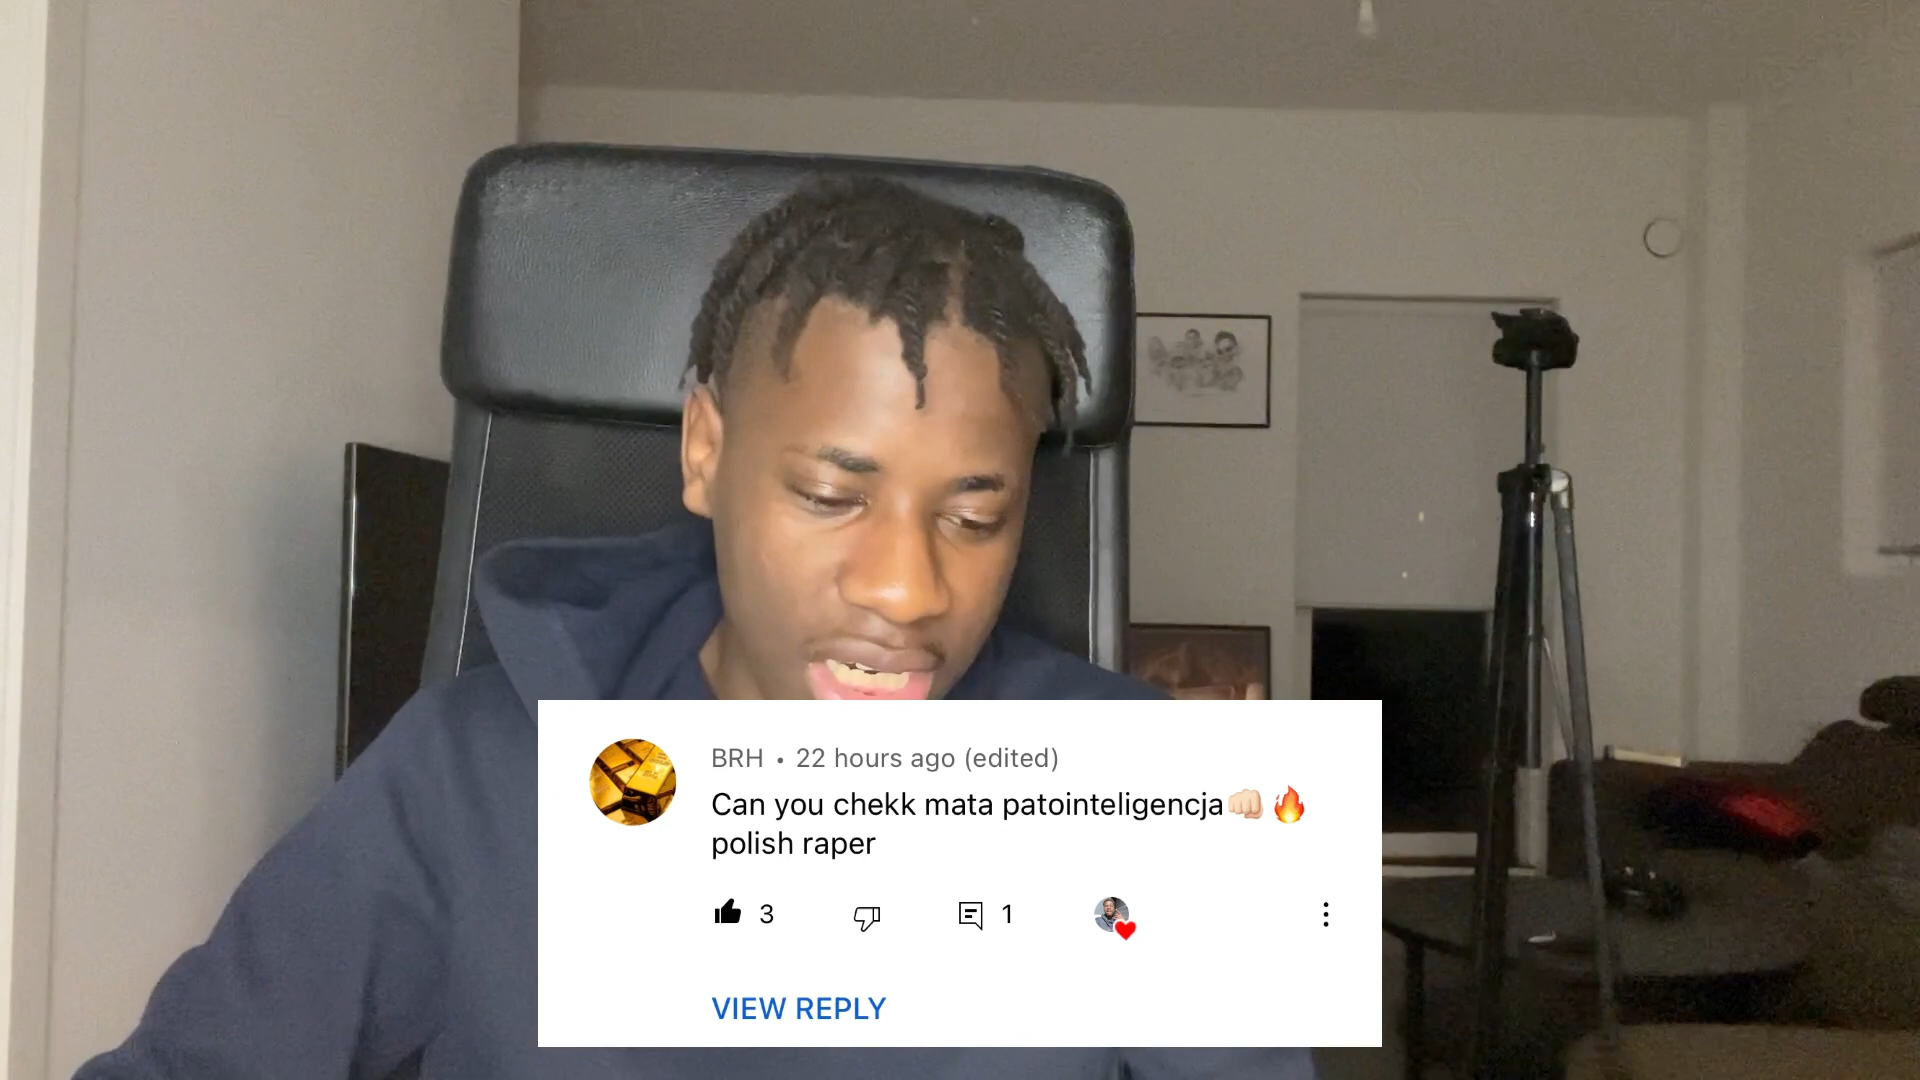 BRH • 22 hours ago (edited)
Can you chekk mata patointeligencja👊🏻🔥
polish raper
3
1
VIEW REPLY